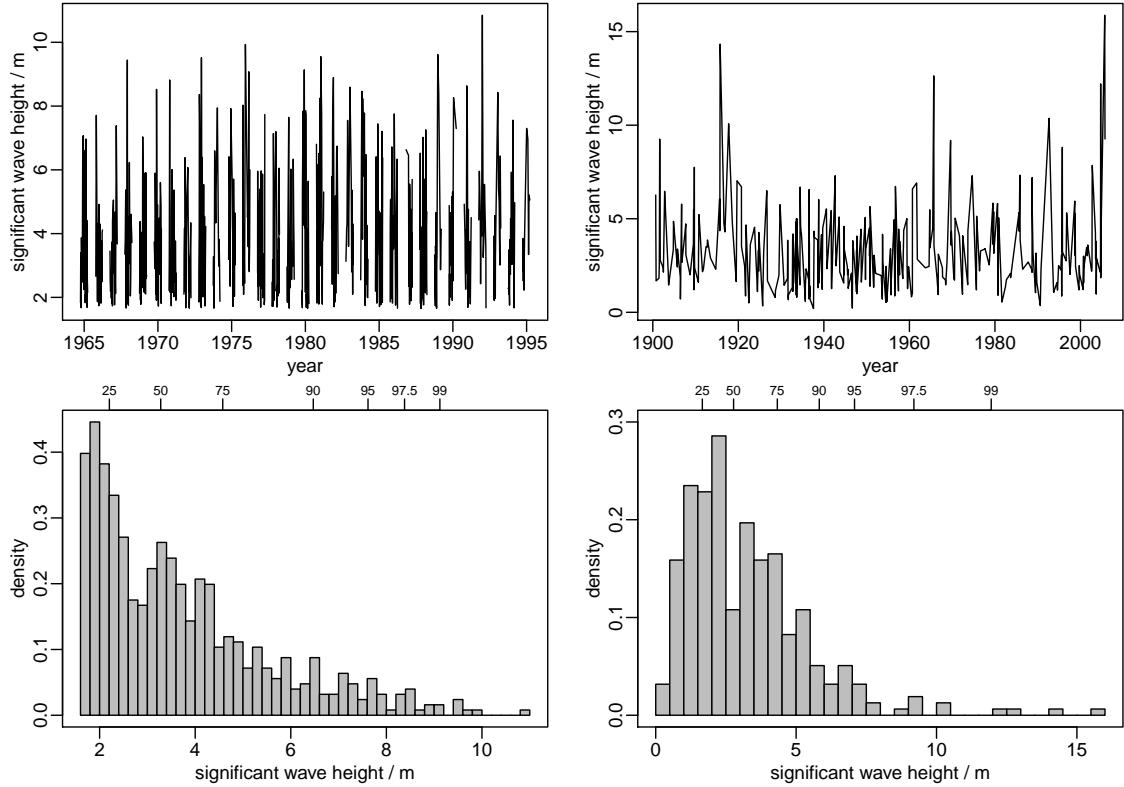 significant wave height / m
2 4 6 8 10
1965 1970 1975 1980 1985 1990 1995
year
significant wave height / m
0 5 10 15
1900 1920 1940 1960 1980 2000
year
25 50 75 90 95 97.5 99
density
0.0 0.1 0.2 0.3 0.4
2 4 6 8 10
significant wave height / m
25 50 75 90 95 97.5 99
density
0.0 0.1 0.2 0.3
0 5 10 15
significant wave height / m